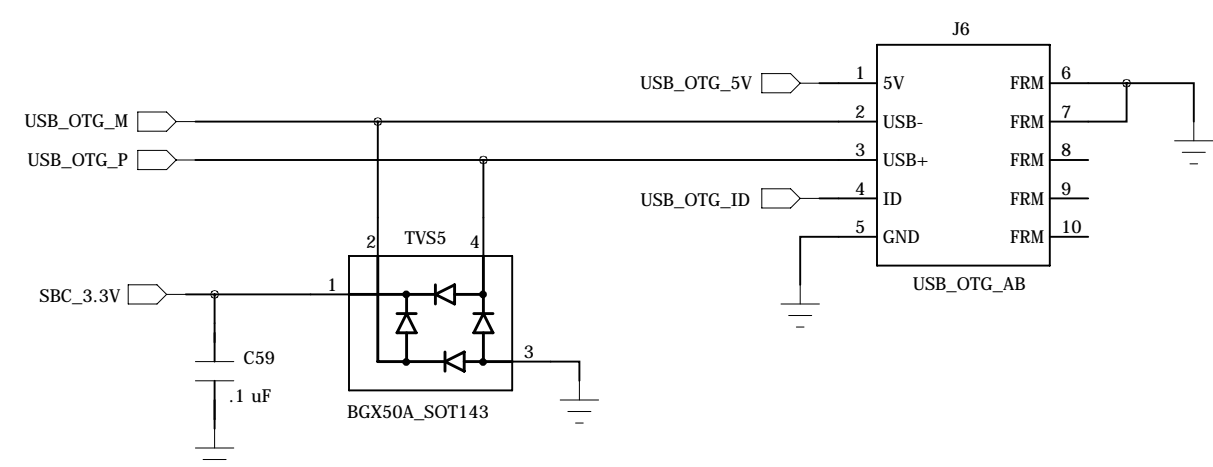 J6
USB_OTG_5V 1 5V FRM 6
USB_OTG_M 2 USB- FRM 7
USB_OTG_P 3 USB+ FRM 8
USB_OTG_ID 4 ID FRM 9
5 GND FRM 10
USB_OTG_AB
2 TVS5 4
SBC_3.3V 1
3
C59
.1 uF
BGX50A_SOT143